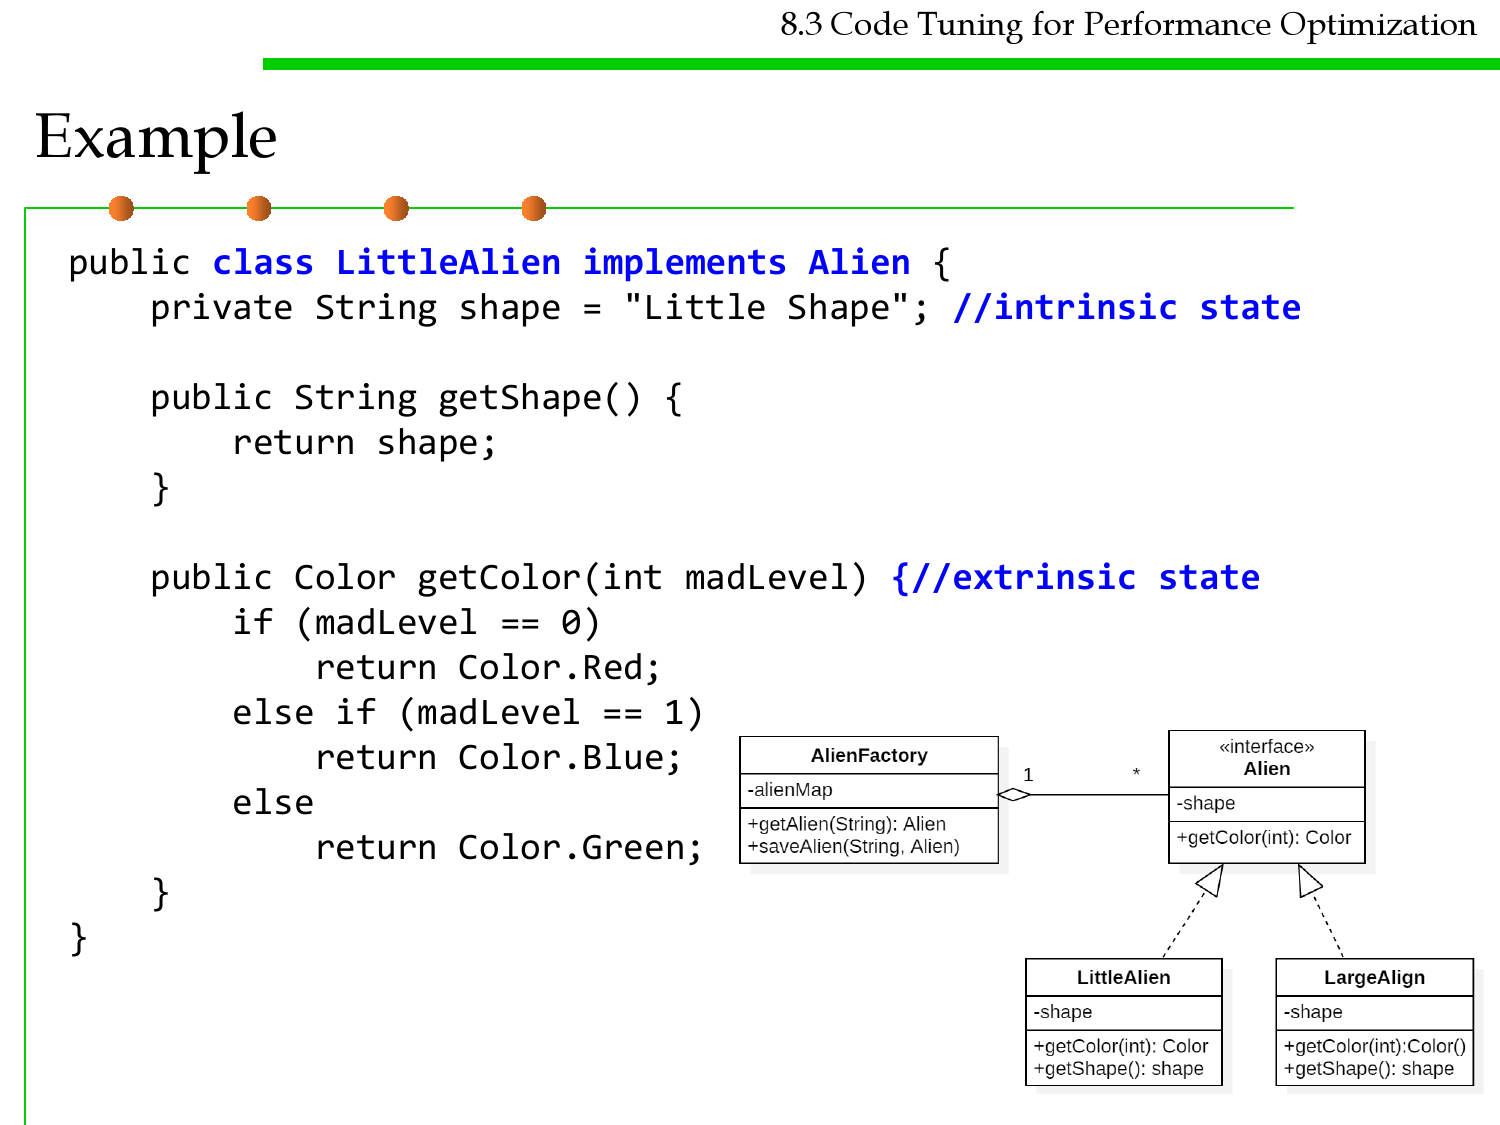 8.3 Code Tuning for Performance Optimization
Example
public class LittleAlien implements Alien {
    private String shape = "Little Shape"; //intrinsic state
    public String getShape() {
        return shape;
    }
    public Color getColor(int madLevel) {//extrinsic state
        if (madLevel == 0)
            return Color.Red;
        else if (madLevel == 1)
            return Color.Blue;
        else
            return Color.Green;
    }
}
AlienFactory
-alienMap
+getAlien(String): Alien
+saveAlien(String, Alien)
1
*
«interface»
Alien
-shape
+getColor(int): Color
LittleAlien
-shape
+getColor(int): Color
+getShape(): shape
LargeAlign
-shape
+getColor(int):Color()
+getShape(): shape